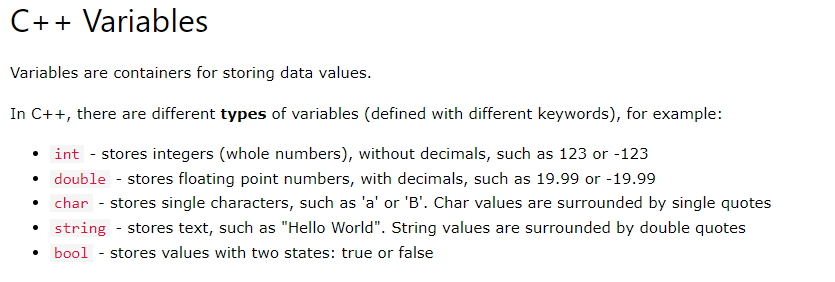 C++ Variables
Variables are containers for storing data values.
In C++, there are different types of variables (defined with different keywords), for example:
• int - stores integers (whole numbers), without decimals, such as 123 or -123
• double - stores floating point numbers, with decimals, such as 19.99 or -19.99
• char - stores single characters, such as 'a' or 'B'. Char values are surrounded by single quotes
• string - stores text, such as "Hello World". String values are surrounded by double quotes
• bool - stores values with two states: true or false